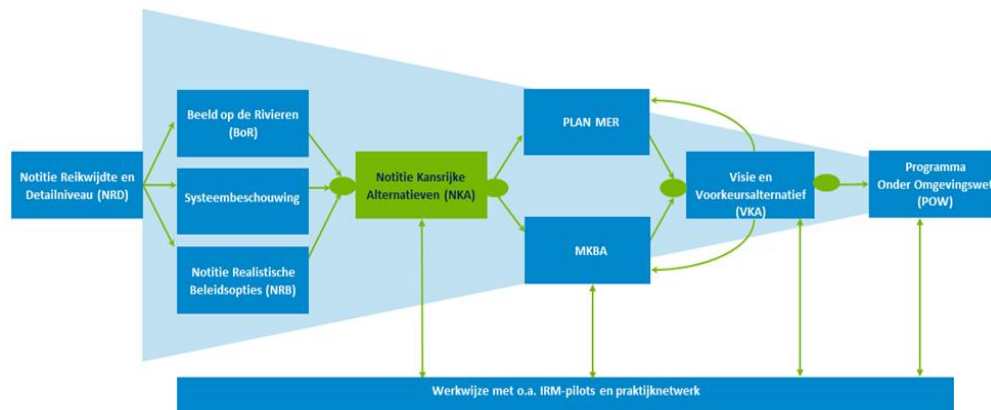 Notitie Reikwijdte en
Detailniveau (NRD)
Beeld op de Rivieren
(BoR)
Systeembeschouwing
Notitie Realistische
Beleidsopties (NRB)
Notitie Kansrijke
Alternatieven (NKA)
PLAN MER
MKBA
Visie en
Voorkeursalternatief
(VKA)
Programma
Onder Omgevingswet
(POW)
Werkwijze met o.a. IRM-pilots en praktijknetwerk